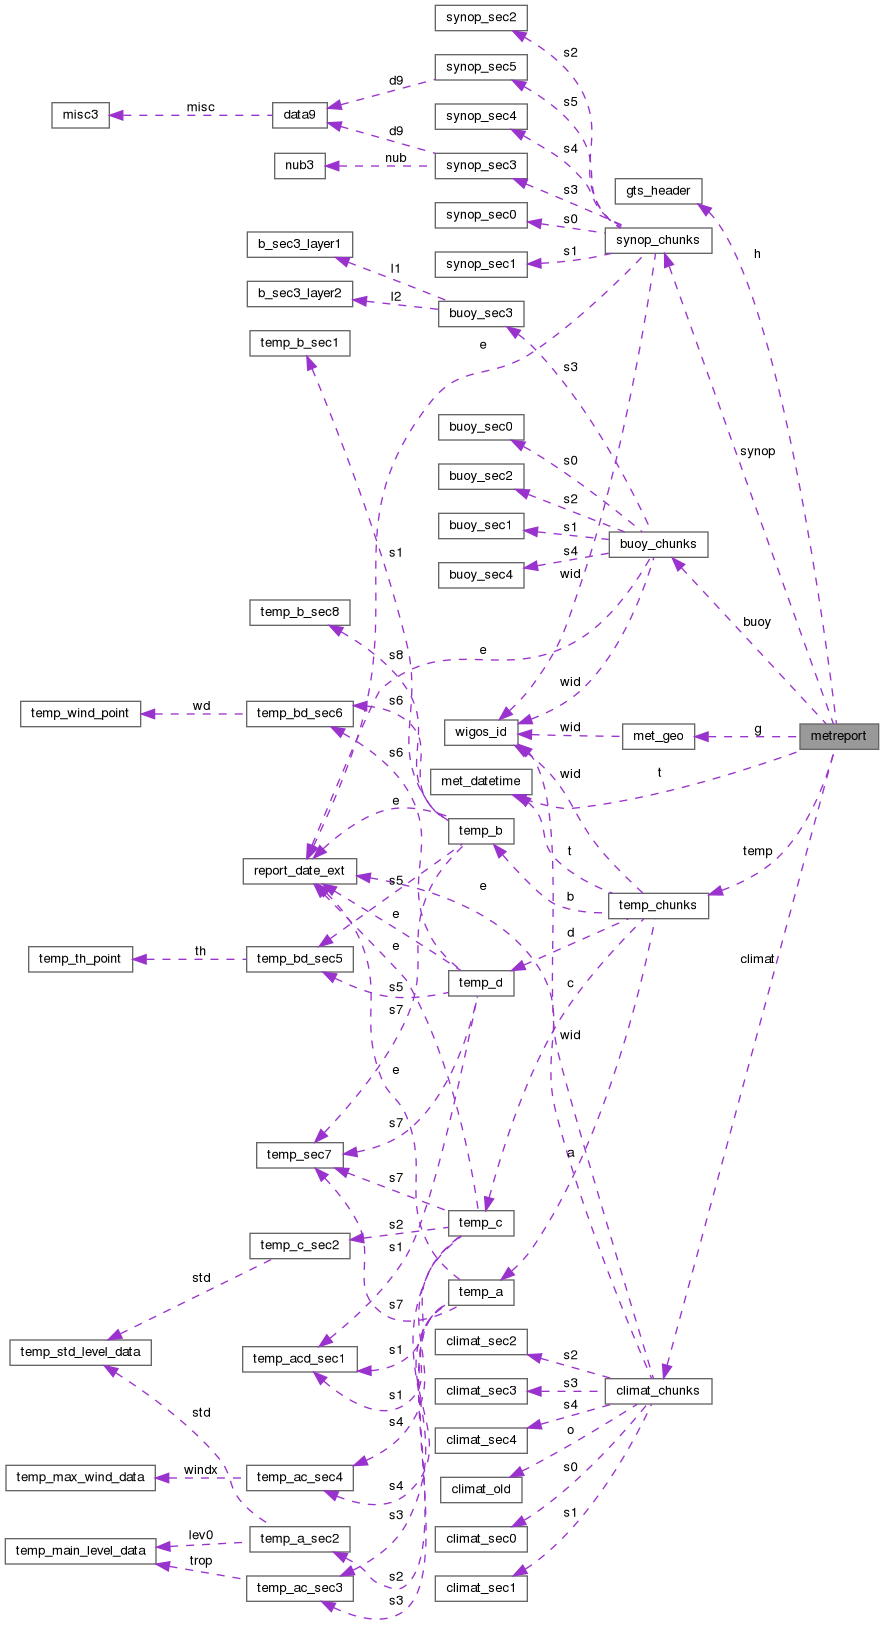 synop_sec2
s2
synop_sec5
d9
s5
misc3
misc
data9
synop_sec4
d9
s4
nub3
nub
synop_sec3
gts_header
s3
synop_sec0
s0
synop_chunks
b_sec3_layer1
synop_sec1
s1
h
l1
b_sec3_layer2
l2
buoy_sec3
temp_b_sec1
e
s3
buoy_sec0
synop
s0
buoy_sec2
s2
buoy_sec1
s1
buoy_chunks
s1
s4
buoy_sec4
wid
temp_b_sec8
buoy
s8
e
wid
s6
temp_wind_point
wd
temp_bd_sec6
wid
wigos_id
met_geo
g
metreport
s6
met_datetime
wid
t
e
temp_b
t
temp
report_date_ext
s5
e
b
temp_chunks
e
d
temp_th_point
th
temp_bd_sec5
e
climat
temp_d
c
s5
s7
wid
e
s7
temp_sec7
a
s7
temp_c
s2
temp_c_sec2
s1
std
temp_a
s7
temp_std_level_data
temp_acd_sec1
s1
climat_sec2
s2
s3
climat_sec3
climat_chunks
s1
s4
std
s4
o
climat_sec4
temp_max_wind_data
windx
temp_ac_sec4
s0
s4
climat_old
s3
s1
lev0
temp_a_sec2
climat_sec0
temp_main_level_data
trop
s2
temp_ac_sec3
climat_sec1
s3